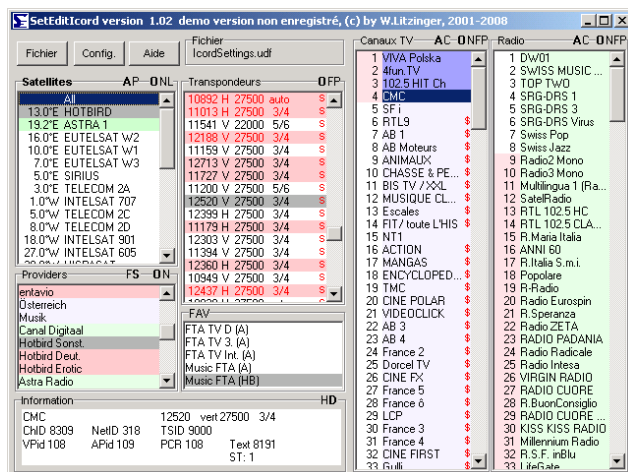 SetEditIcord version 1.02 demo version non enregistré, (c) by W.Litzinger, 2001-2008
Fichier Config. Aide
Fichier
IcordSettings.udf
Satellites AP ONL
All
13.0°E HOTBIRD
19.2°E ASTRA 1
16.0°E EUTELSAT W2
10.0°E EUTELSAT W1
7.0°E EUTELSAT W3
5.0°E SIRIUS
3.0°E TELECOM 2A
1.0°W INTELSAT 707
5.0°W TELECOM 2C
8.0°W TELECOM 2D
18.0°W INTELSAT 901
27.0°W INTELSAT 605
Transpondeurs OFP
10892 H 27500 auto S
11013 H 27500 3/4 S
11541 V 22000 5/6 S
12188 V 27500 3/4 S
11159 V 27500 3/4 S
12713 V 27500 3/4 S
11727 V 27500 3/4 S
11200 V 27500 5/6 S
12520 V 27500 3/4 S
12399 H 27500 3/4 S
11179 H 27500 3/4 S
12303 V 27500 3/4 S
11394 V 27500 3/4 S
12360 H 27500 3/4 S
10949 V 27500 3/4 S
12437 H 27500 3/4 S
Providers FS ON
entavio
Österreich
Musik
Canal Digitaal
Hotbird Sonst.
Hotbird Deut.
Hotbird Erotic
Astra Radio
FAV
FTA TV D (A)
FTA TV 3. (A)
FTA TV Int. (A)
Music FTA (A)
Music FTA (HB)
Information HD
CMC 12520 vert 27500 3/4
ChID 8309 NetID 318 TSID 9000
VPid 108 APid 109 PCR 108 Text 8191
ST: 1
Canaux TV AC ONFP
1 VIVA Polska
2 4fun.TV
3 102.5 HIT Ch
4 CMC
5 SF i
6 RTL9 $
7 AB 1 $
8 AB Moteurs $
9 ANIMAUX $
10 CHASSE & PE... $
11 BIS TV / XXL $
12 MUSIQUE CL... $
13 Escales $
14 FIT/ toute L'HIS $
15 NT1
16 ACTION $
17 MANGAS $
18 ENCYCLOPED... $
19 TMC $
20 CINE POLAR $
21 VIDEOCLICK $
22 AB 3 $
23 AB 4 $
24 France 2 $
25 Dorcel TV $
26 CINE FX $
27 France 5 $
28 France ô $
29 LCP $
30 France 3 $
31 France 4 $
32 CINE FIRST $
33 Gulli $
Radio AC ONFP
1 DW01
2 SWISS MUSIC ...
3 TOP TWO
4 SRG-DRS 1
5 SRG-DRS 3
6 SRG-DRS Virus
7 Swiss Pop
8 Swiss Jazz
9 Radio2 Mono
10 Radio3 Mono
11 Multilingua 1 (Ra...
12 SatelRadio
13 RTL 102.5 HC
14 RTL 102.5 CLA...
15 R.Maria Italia
16 ANNI 60
17 R.Italia S.m.i.
18 Popolare
19 R-Radio
20 Radio Eurospin
21 R.Speranza
22 Radio ZETA
23 RADIO PADANIA
24 Radio Radicale
25 Radio Intesa
26 VIRGIN RADIO
27 RADIO CUORE
28 R.BuonConsiglio
29 RADIO CUORE ...
30 KISS KISS RADIO
31 Millennium Radio
32 R.S.F. inBlu
33 LifeGate